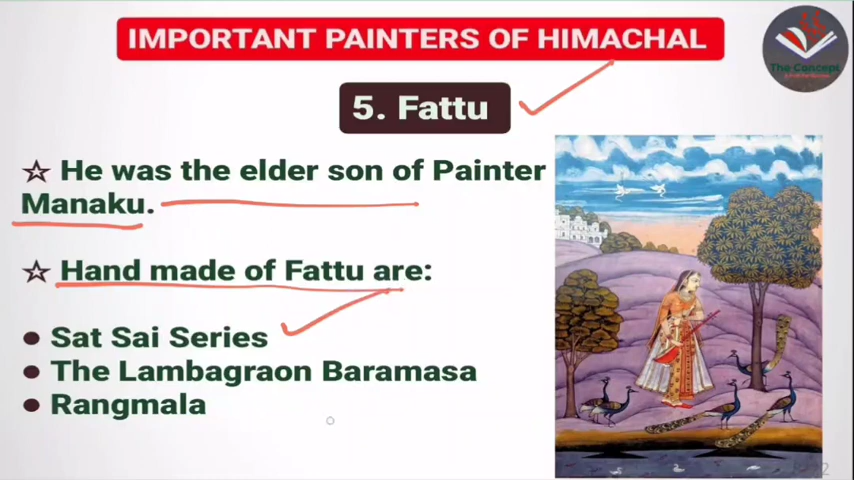 IMPORTANT PAINTERS OF HIMACHAL
The Concept
5. Fattu
☆ He was the elder son of Painter
Manaku.
☆ Hand made of Fattu are:
● Sat Sai Series
● The Lambagraon Baramasa
● Rangmala